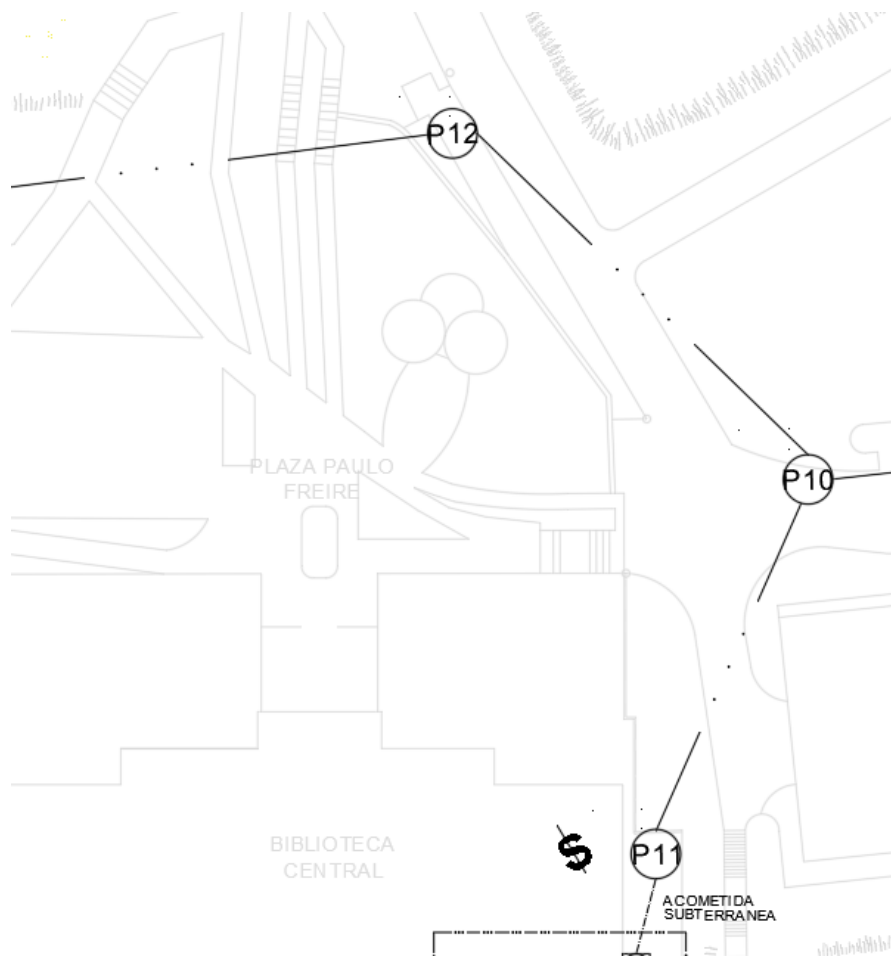 P12
PLAZA PAULO
FREIRE
P10
BIBLIOTECA
CENTRAL
S
P11
ACOMETIDA
SUBTERRANEA